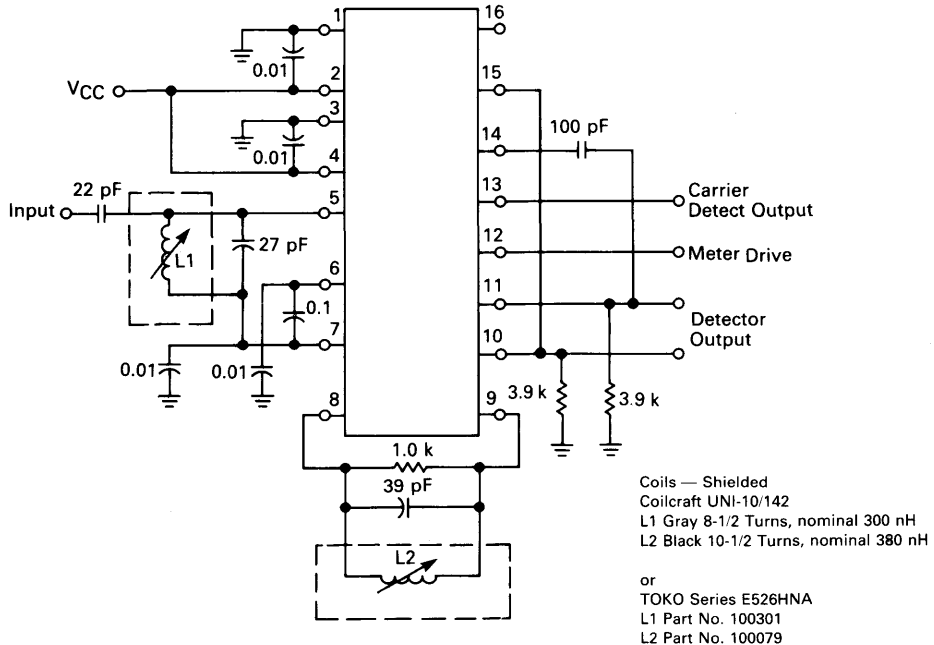 1
16
0.01
VCC
2
15
3
14
100 pF
0.01
4
22 pF
5
13
Carrier
Detect Output
Input
L1
27 pF
12
Meter Drive
6
0.1
11
Detector
Output
7
10
0.01
0.01
3.9 k
3.9 k
8
9
1.0 k
39 pF
L2
Coils — Shielded
Coilcraft UNI-10/142
L1 Gray 8-1/2 Turns, nominal 300 nH
L2 Black 10-1/2 Turns, nominal 380 nH
or
TOKO Series E526HNA
L1 Part No. 100301
L2 Part No. 100079